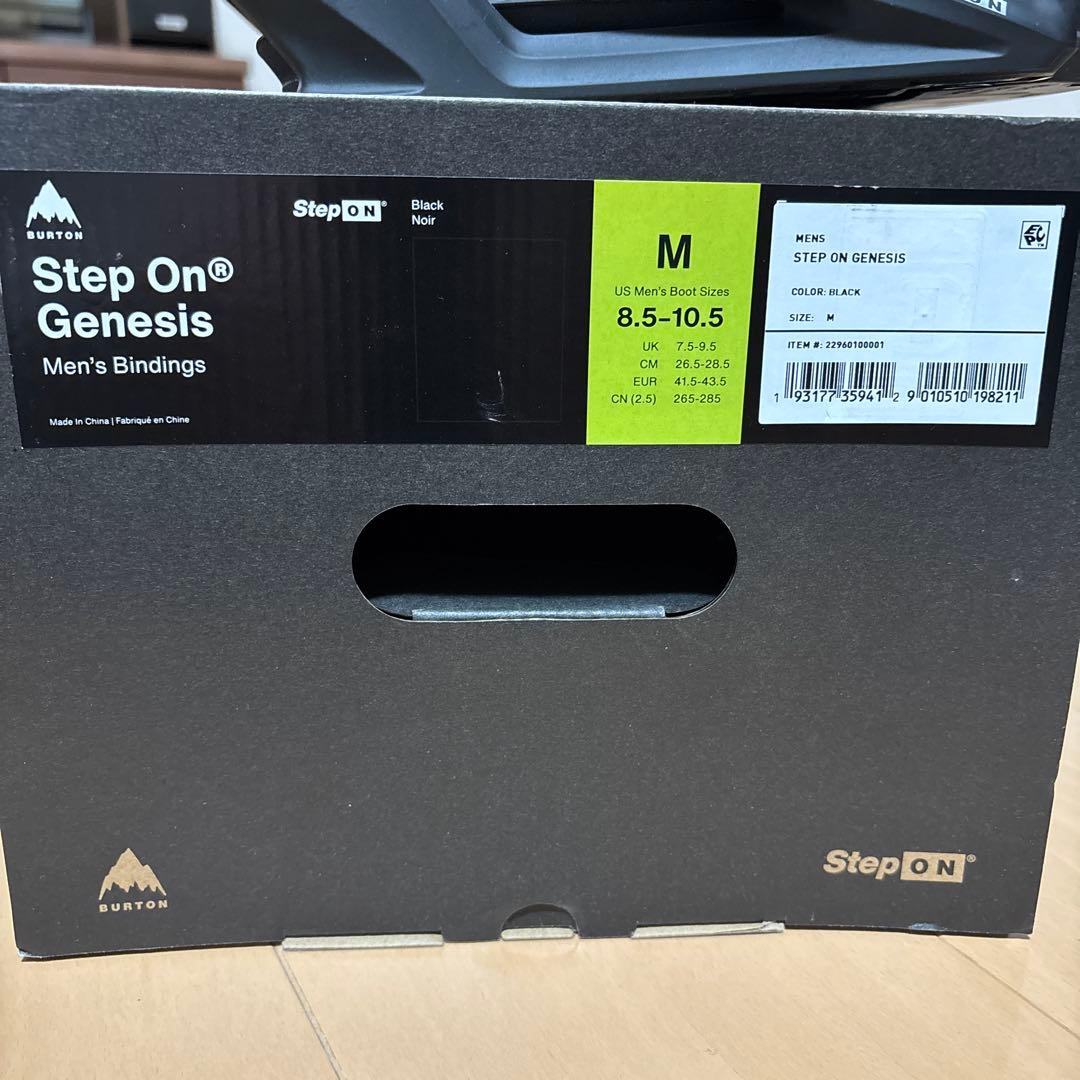 ON
BURTON
Step On®
Genesis
Men's Bindings
Made in China | Fabriqué en Chine
StepON®
Black
Noir
M
US Men's Boot Sizes
8.5–10.5
UK 7.5-9.5
CM 26.5-28.5
EUR 41.5-43.5
CN (2.5) 265-285
MENS
STEP ON GENESIS
COLOR: BLACK
SIZE: M
ITEM #: 22960100001
1 93177 35941 2
9 010510 198211
BURTON
StepON®